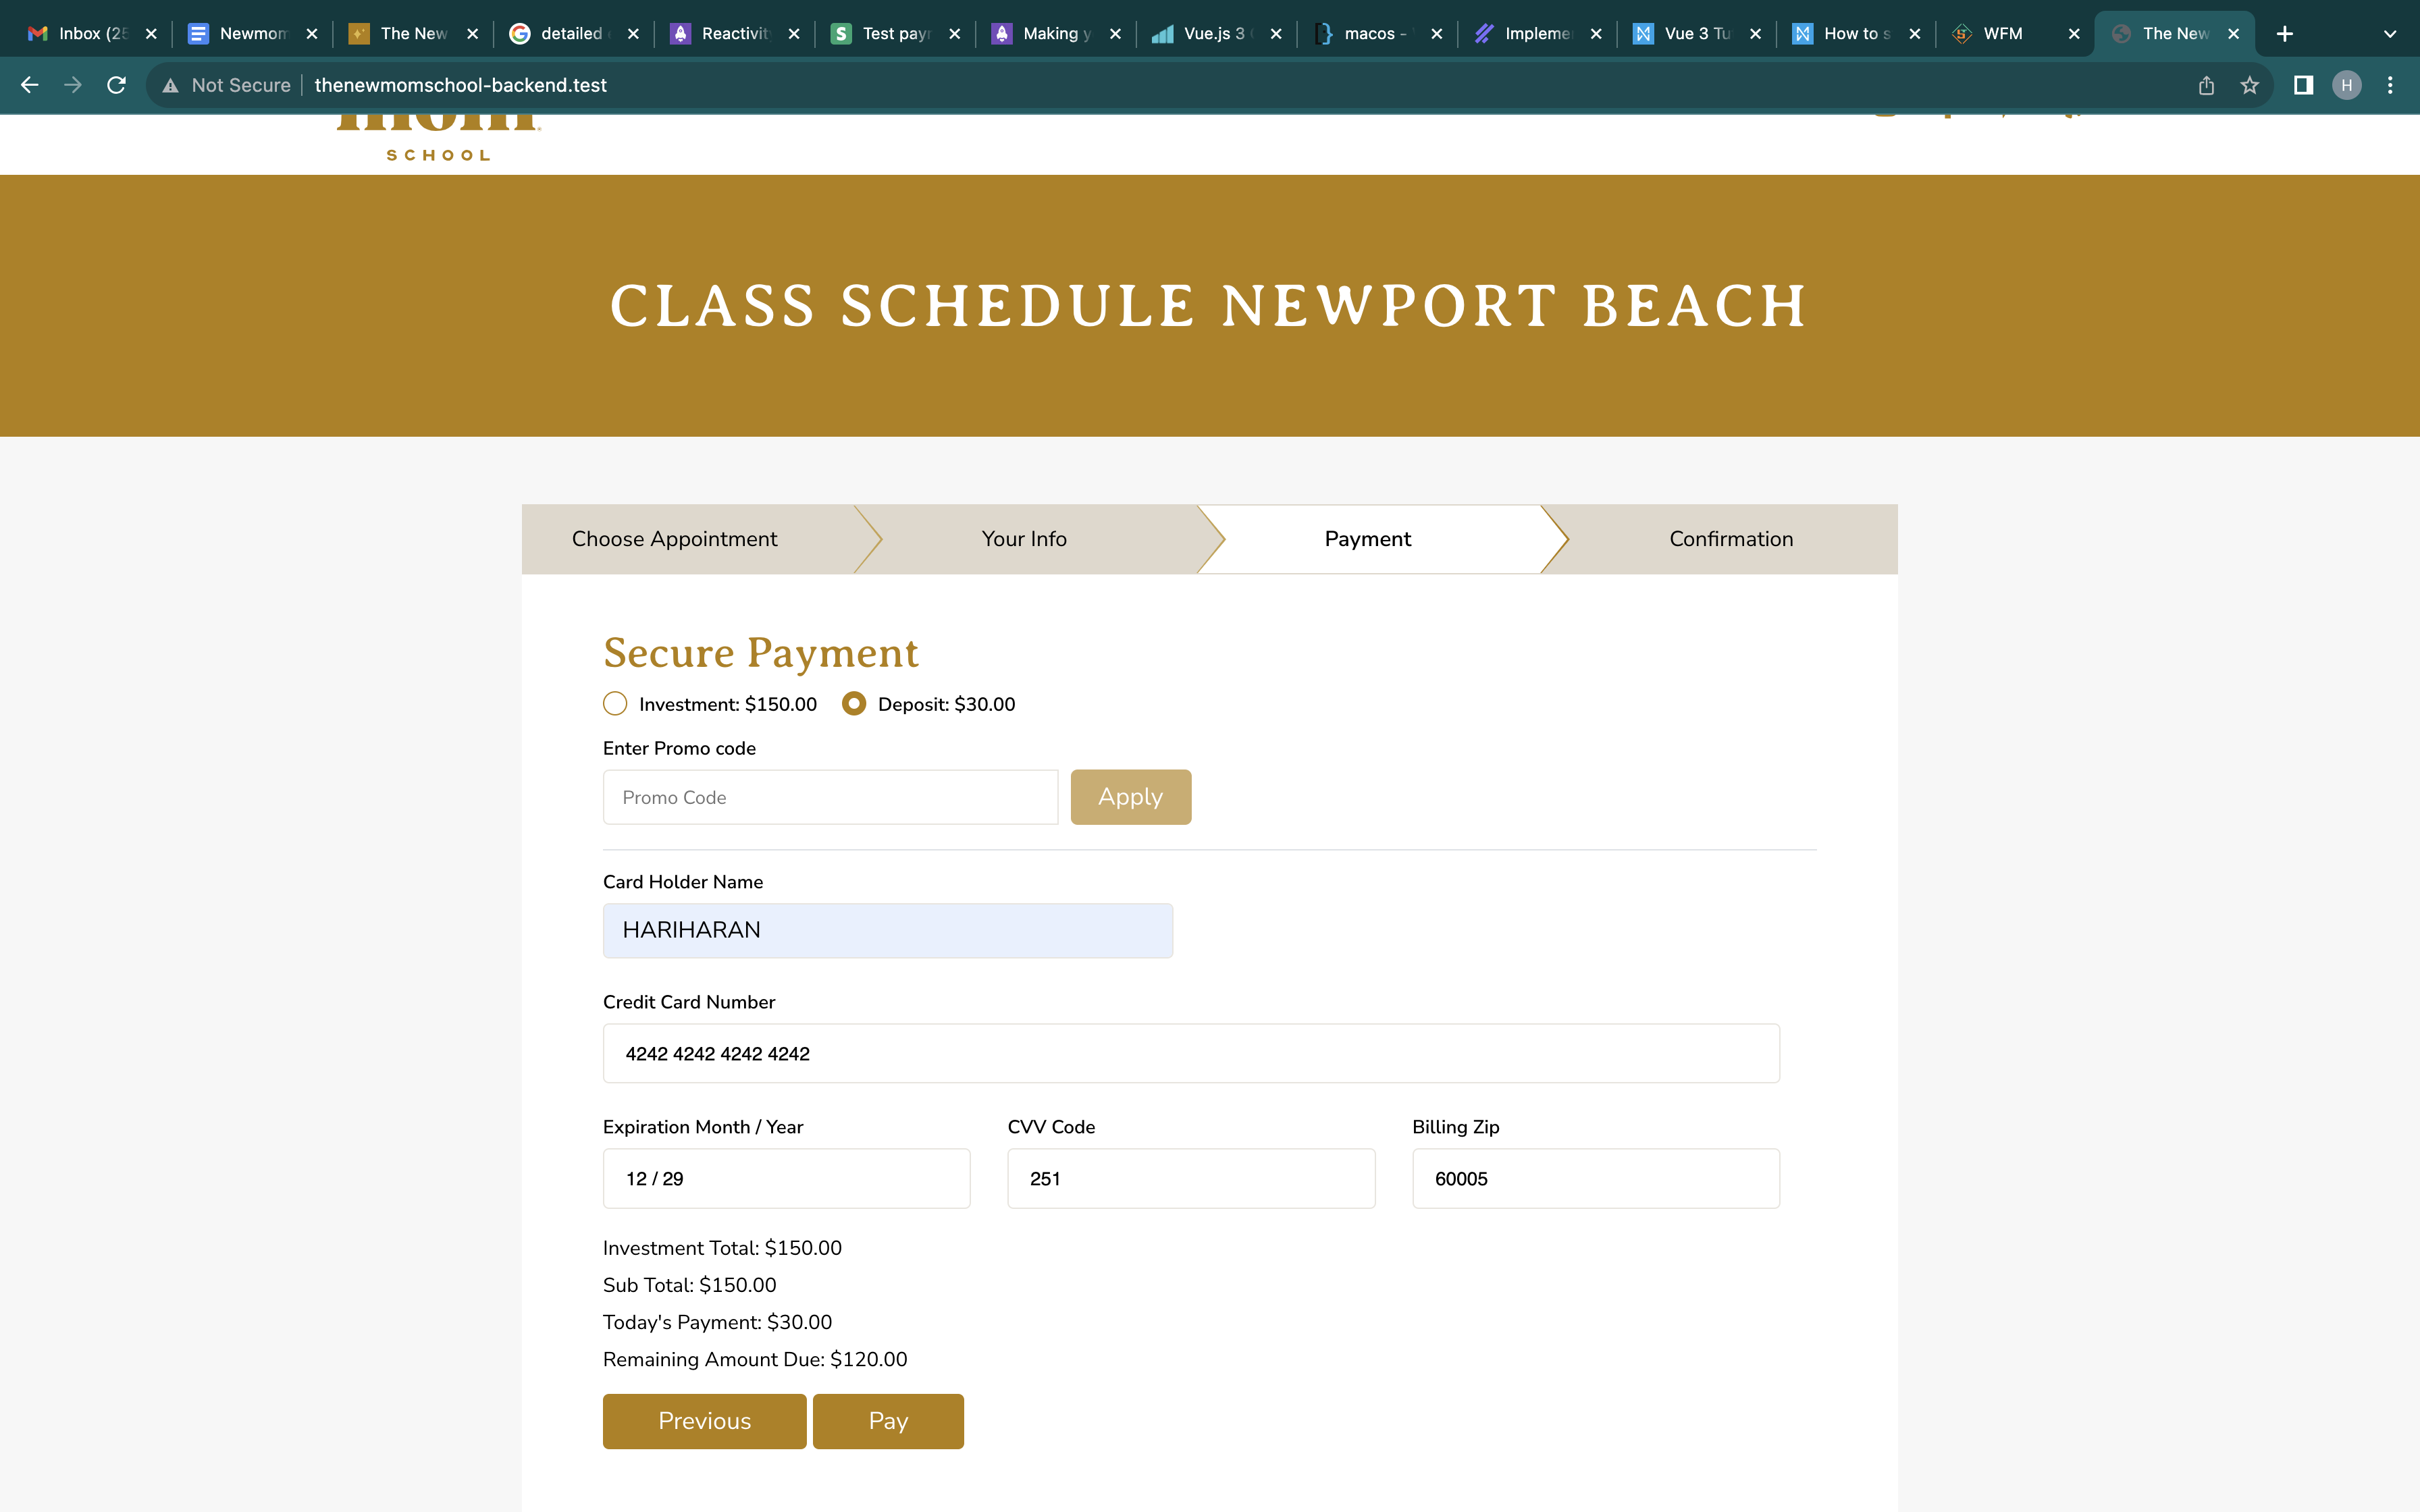 Inbox (25 Newmom The New detailed Reactivit Test payr Making y Vue.js 3 macos - Impleme Vue 3 Tu How to s WFM The New
Not Secure thenewmomschool-backend.test H
mom
SCHOOL
CLASS SCHEDULE NEWPORT BEACH
Choose Appointment Your Info Payment Confirmation
Secure Payment
Investment: $150.00 Deposit: $30.00
Enter Promo code
Promo Code Apply
Card Holder Name
HARIHARAN
Credit Card Number
4242 4242 4242 4242
Expiration Month / Year CVV Code Billing Zip
12 / 29 251 60005
Investment Total: $150.00
Sub Total: $150.00
Today's Payment: $30.00
Remaining Amount Due: $120.00
Previous Pay